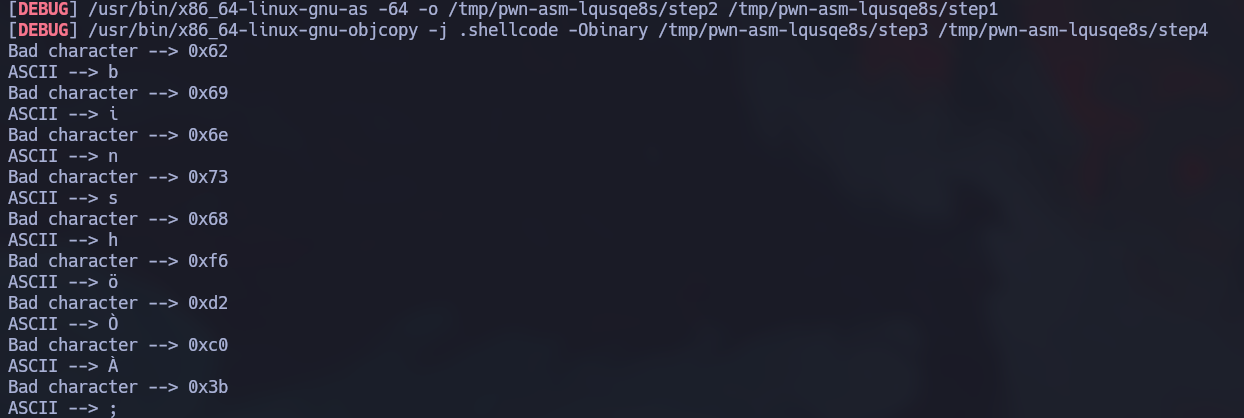 [DEBUG] /usr/bin/x86_64-linux-gnu-as -64 -o /tmp/pwn-asm-lqusqe8s/step2 /tmp/pwn-asm-lqusqe8s/step1
[DEBUG] /usr/bin/x86_64-linux-gnu-objcopy -j .shellcode -Obinary /tmp/pwn-asm-lqusqe8s/step3 /tmp/pwn-asm-lqusqe8s/step4
Bad character --> 0x62
ASCII --> b
Bad character --> 0x69
ASCII --> i
Bad character --> 0x6e
ASCII --> n
Bad character --> 0x73
ASCII --> s
Bad character --> 0x68
ASCII --> h
Bad character --> 0xf6
ASCII --> ö
Bad character --> 0xd2
ASCII --> Ò
Bad character --> 0xc0
ASCII --> À
Bad character --> 0x3b
ASCII --> ;